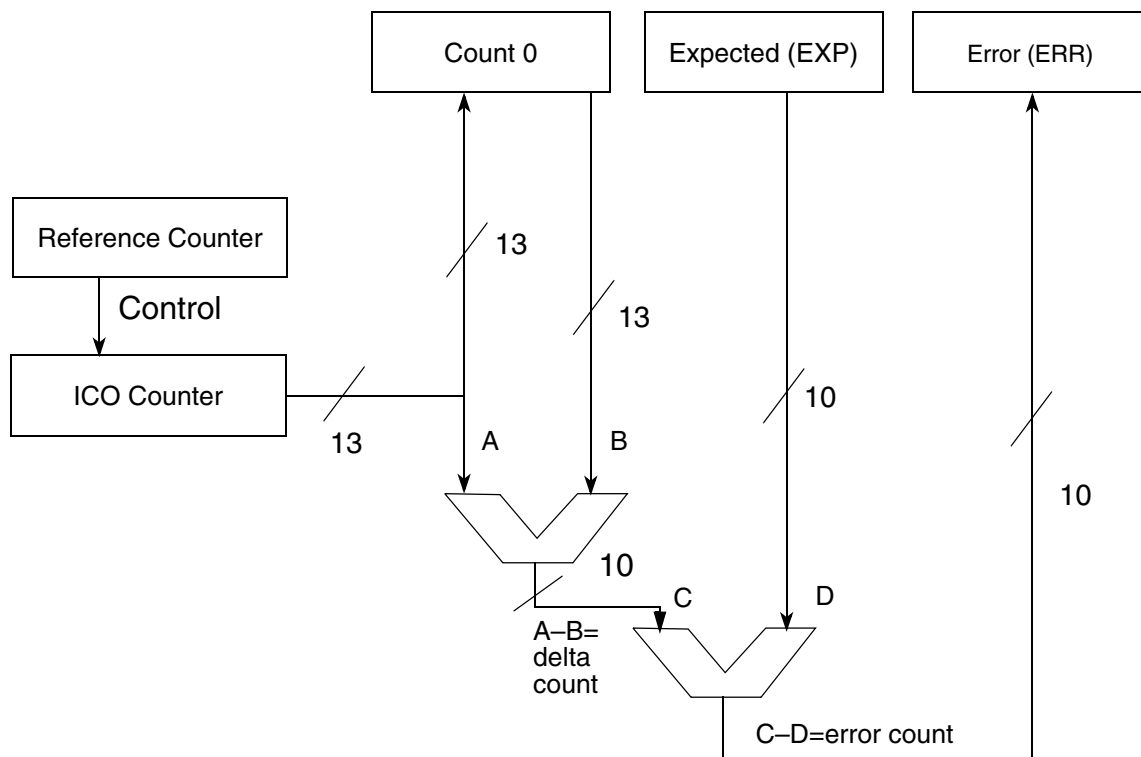 Count 0
Expected (EXP)
Error (ERR)
Reference Counter
13
Control
13
ICO Counter
10
13
A
B
10
10
C
D
A–B=
delta
count
C–D=error count